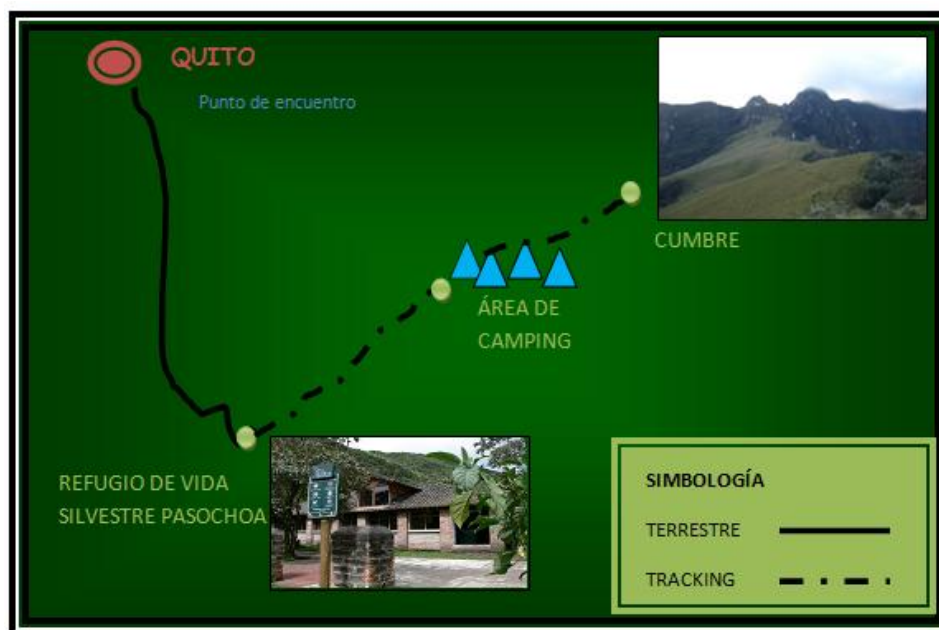 QUITO
Punto de encuentro
CUMBRE
ÁREA DE
CAMPING
REFUGIO DE VIDA
SILVESTRE PASOCHOA
SIMBOLOGÍA
TERRESTRE
TRACKING